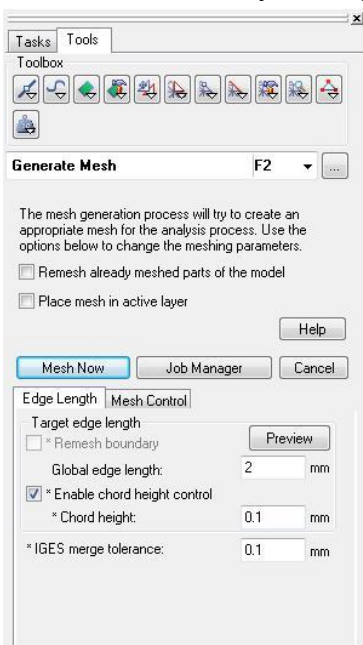 Tasks Tools
Toolbox
Generate Mesh F2 ...
The mesh generation process will try to create an
appropriate mesh for the analysis process. Use the
options below to change the meshing parameters.
Remesh already meshed parts of the model
Place mesh in active layer
Help
Mesh Now Job Manager Cancel
Edge Length Mesh Control
Target edge length
* Remesh boundary Preview
Global edge length: 2 mm
* Enable chord height control
* Chord height: 0.1 mm
* IGES merge tolerance: 0.1 mm